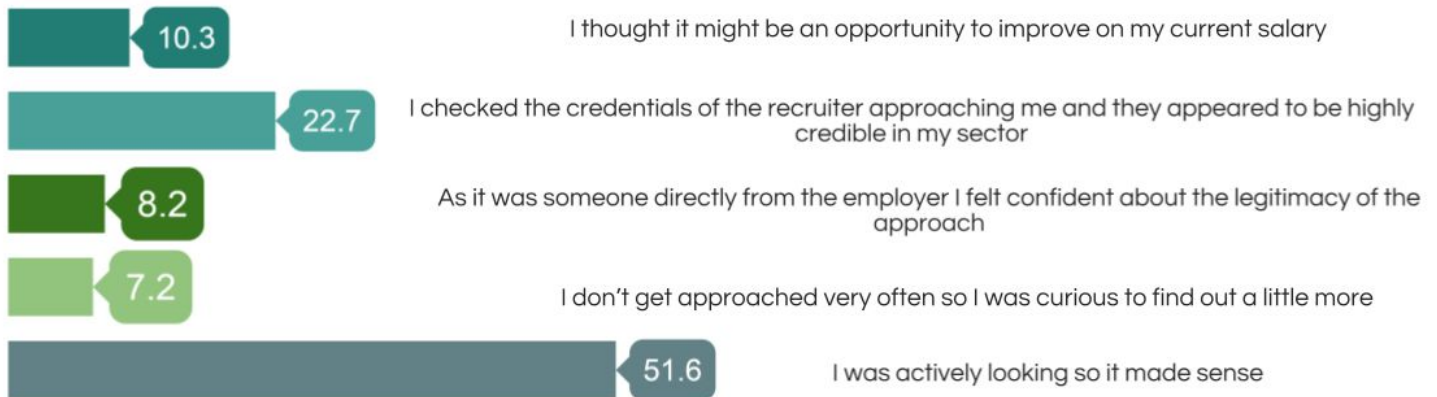 10.3
I thought it might be an opportunity to improve on my current salary
22.7
I checked the credentials of the recruiter approaching me and they appeared to be highly
credible in my sector
8.2
As it was someone directly from the employer I felt confident about the legitimacy of the
approach
7.2
I don't get approached very often so I was curious to find out a little more
51.6
I was actively looking so it made sense